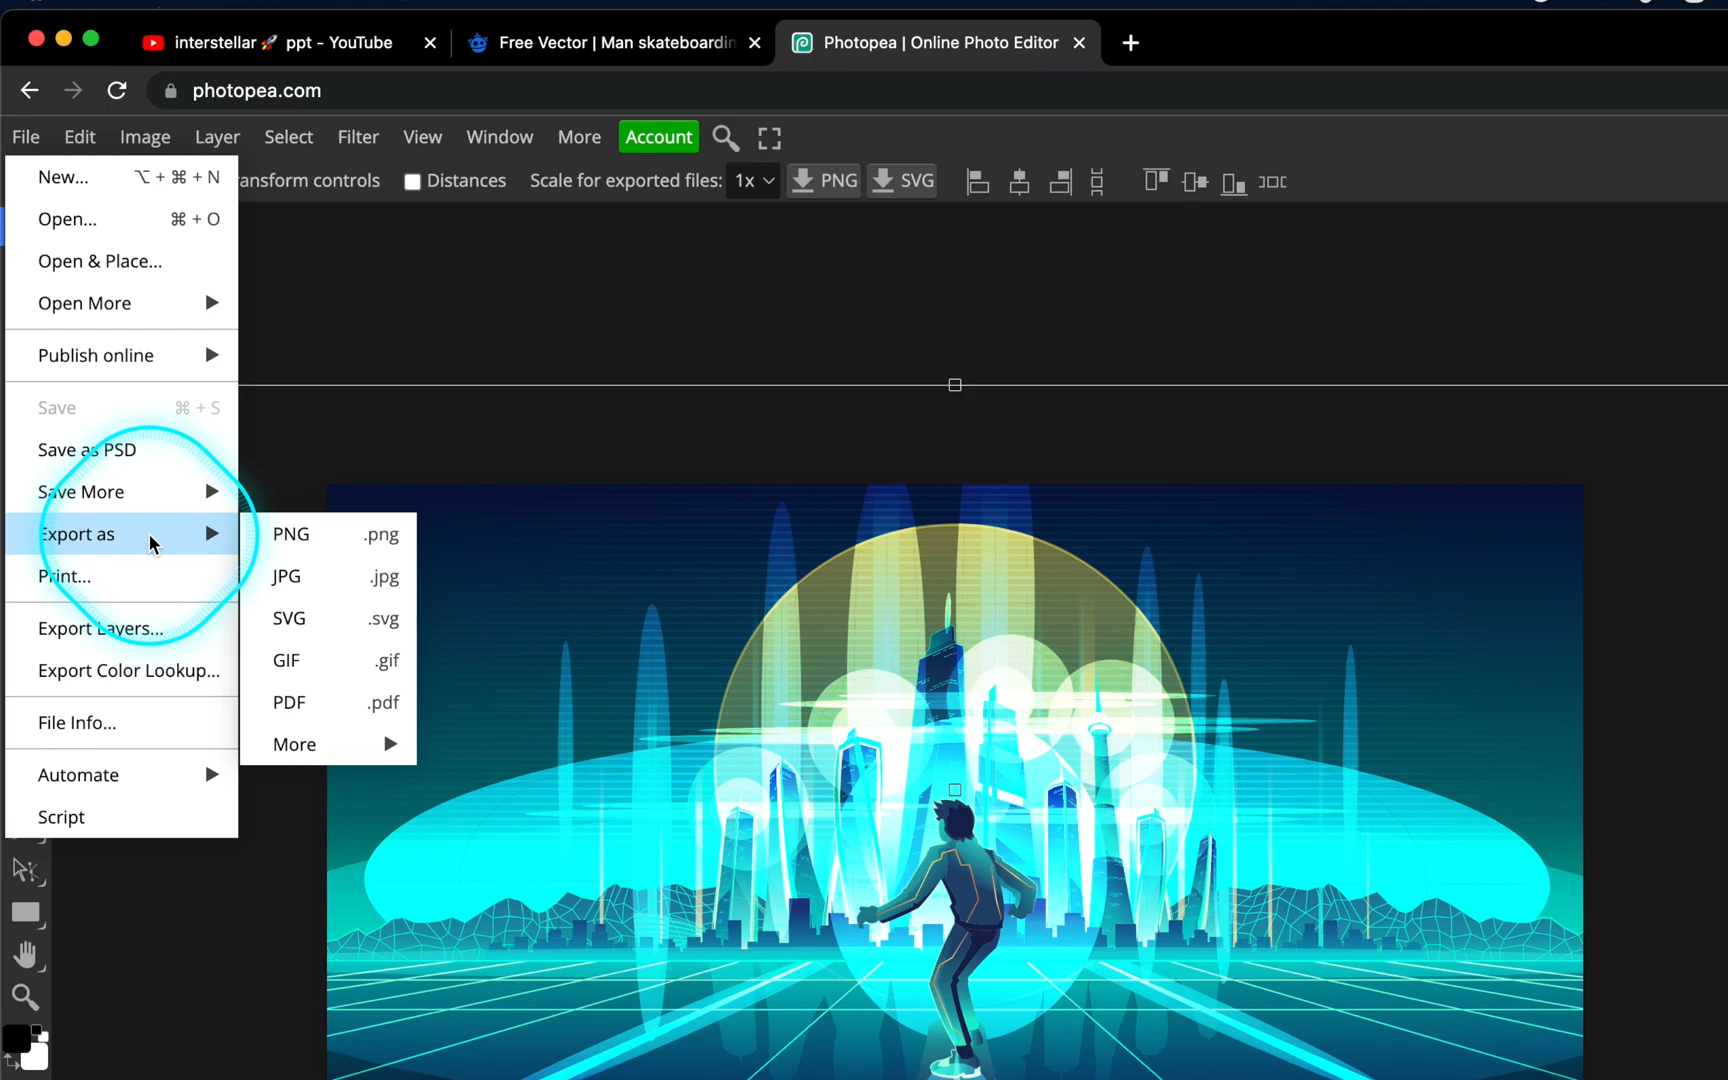 interstellar🚀 ppt - YouTube
Free Vector | Man skateboardin
Photopea | Online Photo Editor
photopea.com
File Edit Image Layer Select Filter View Window More Account
ansform controls Distances Scale for exported files: 1x PNG SVG
New... ⌥ + ⌘ + N
Open... ⌘ + O
Open & Place...
Open More
Publish online
Save ⌘ + S
Save as PSD
Save More
Export as
Print...
Export Layers...
Export Color Lookup...
File Info...
Automate
Script
PNG .png
JPG .jpg
SVG .svg
GIF .gif
PDF .pdf
More